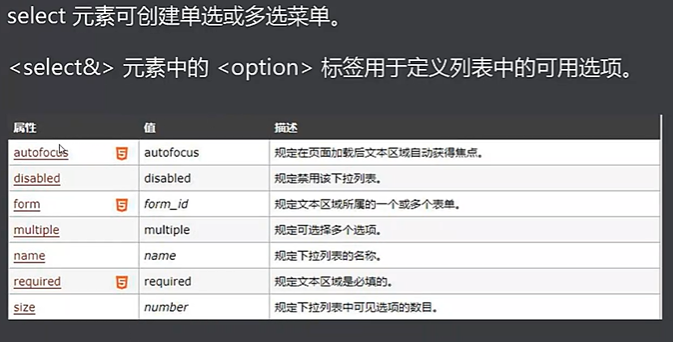 select 元素可创建单选或多选菜单。
<select&> 元素中的 <option> 标签用于定义列表中的可用选项。
属性 值 描述
autofocus 5 autofocus 规定在页面加载后文本区域自动获得焦点。
disabled disabled 规定禁用该下拉列表。
form 5 form_id 规定文本区域所属的一个或多个表单。
multiple multiple 规定可选择多个选项。
name name 规定下拉列表的名称。
required 5 required 规定文本区域是必填的。
size number 规定下拉列表中可见选项的数目。